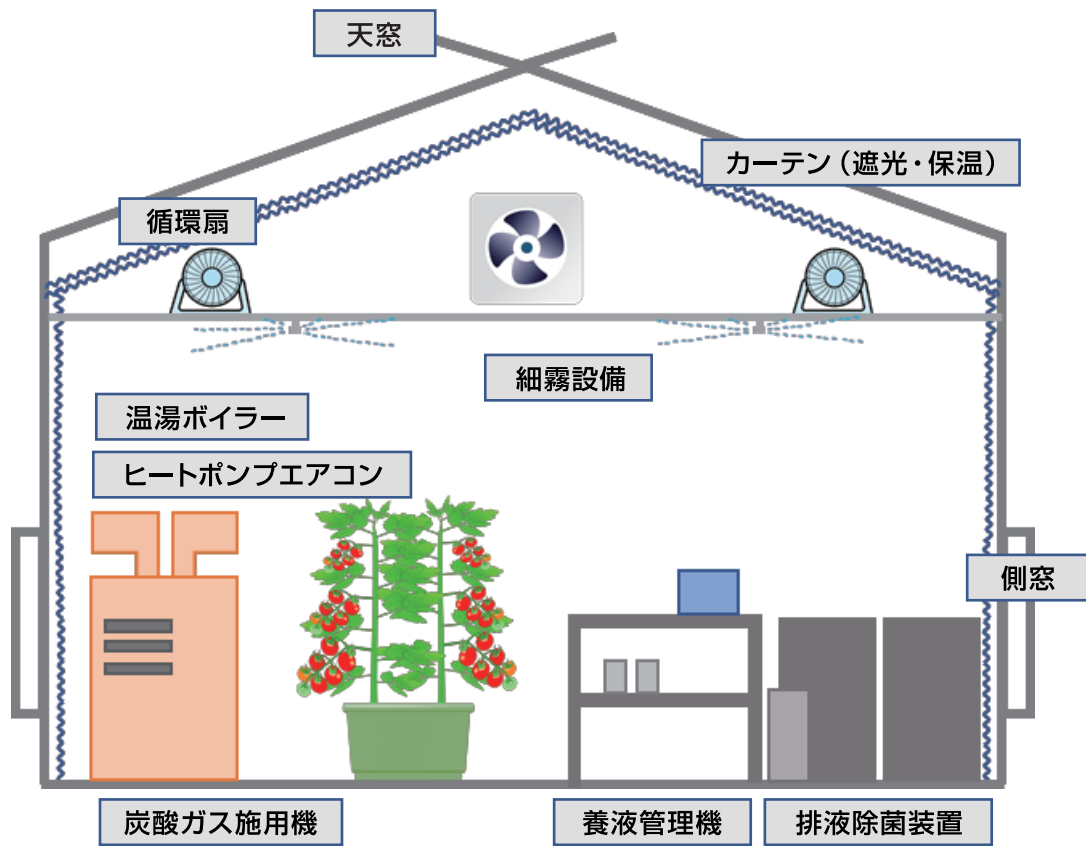 天窓
カーテン（遮光・保温）
循環扇
細霧設備
温湯ボイラー
ヒートポンプエアコン
側窓
炭酸ガス施用機
養液管理機
排液除菌装置